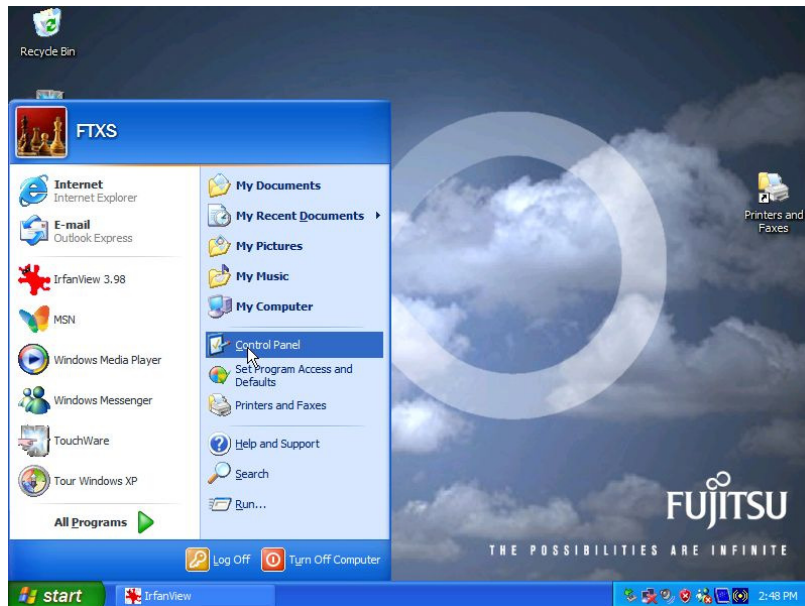 Recycle Bin
FTXS
Internet
Internet Explorer
E-mail
Outlook Express
IrfanView 3.98
MSN
Windows Media Player
Windows Messenger
TouchWare
Tour Windows XP
All Programs
My Documents
My Recent Documents
My Pictures
My Music
My Computer
Control Panel
Set Program Access and
Defaults
Printers and Faxes
Help and Support
Search
Run...
Log Off
Turn Off Computer
Printers and
Faxes
FUJITSU
THE POSSIBILITIES ARE INFINITE
start
IrfanView
2:48 PM